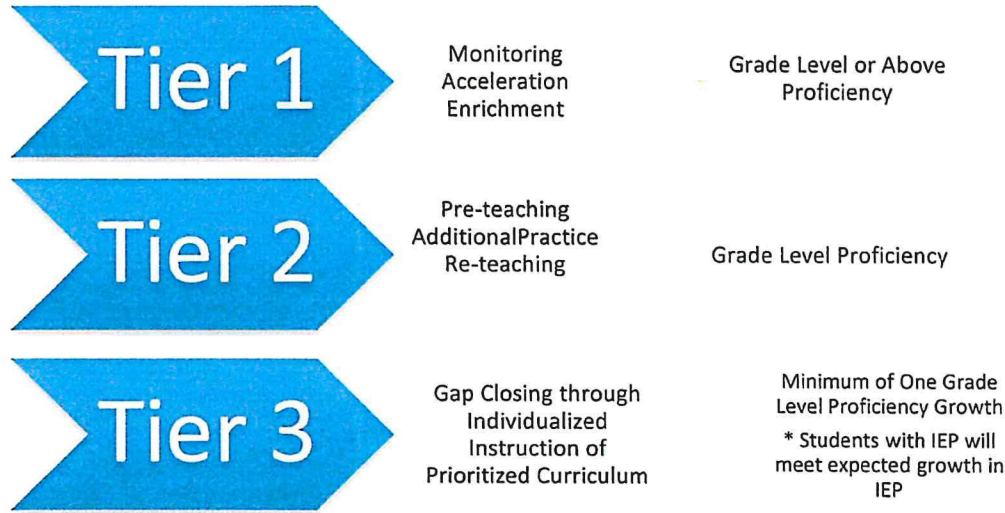 Tier 1
Monitoring
Acceleration
Enrichment
Grade Level or Above
Proficiency
Tier 2
Pre-teaching
AdditionalPractice
Re-teaching
Grade Level Proficiency
Tier 3
Gap Closing through
Individualized
Instruction of
Prioritized Curriculum
Minimum of One Grade
Level Proficiency Growth
* Students with IEP will
meet expected growth in
IEP